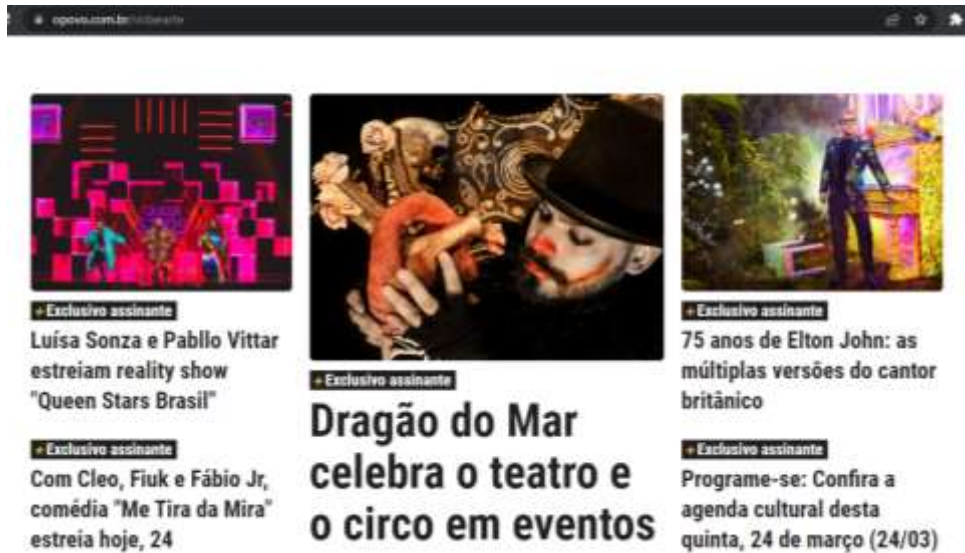 opovo.com.br/vidaearte
+Exclusivo assinante
Luísa Sonza e Pabllo Vittar
estreiam reality show
"Queen Stars Brasil"
+Exclusivo assinante
Com Cleo, Fiuk e Fábio Jr,
comédia "Me Tira da Mira"
estreia hoje, 24
+Exclusivo assinante
Dragão do Mar
celebra o teatro e
o circo em eventos
+Exclusivo assinante
75 anos de Elton John: as
múltiplas versões do cantor
britânico
+Exclusivo assinante
Programe-se: Confira a
agenda cultural desta
quinta, 24 de março (24/03)